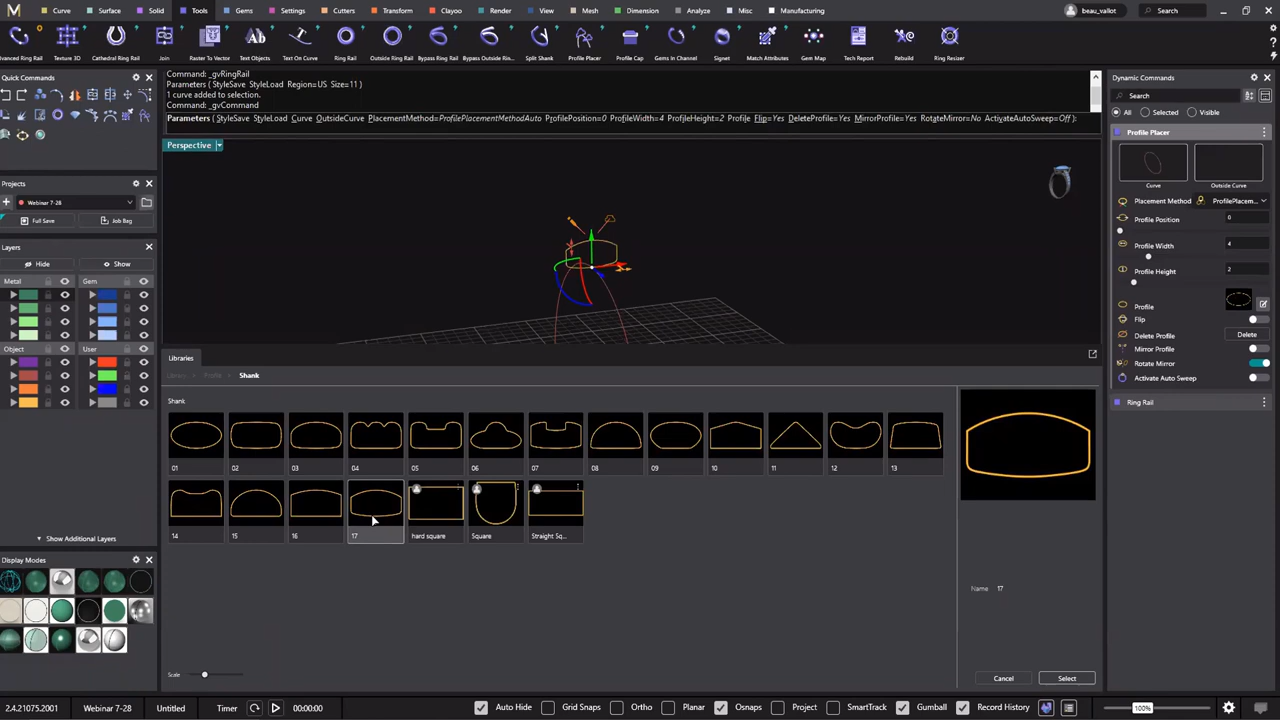 Curve Surface Solid Tools Gems Settings Cutters Transform Clayoo Render View Mesh Dimension Analyze Misc Manufacturing beau_vallot Search
Advanced Ring Rail Texture 3D Cathedral Ring Rail Join Raster To Vector Text Objects Text On Curve Ring Rail Outside Ring Rail Bypass Ring Rail Bypass Outside Rin... Split Shank Profile Placer Profile Cap Gems In Channel Signet Match Attributes Gem Map Tech Report Rebuild Ring Resizer
Quick Commands
Command: _gvRingRail
Parameters ( StyleSave StyleLoad Region=US Size=11 )
1 curve added to selection.
Command: _gvCommand
Parameters ( StyleSave StyleLoad Curve OutsideCurve PlacementMethod=ProfilePlacementMethodAuto ProfilePosition=0 ProfileWidth=4 ProfileHeight=2 Profile Flip=Yes DeleteProfile=Yes MirrorProfile=Yes RotateMirror=No ActivateAutoSweep=Off ):
Perspective
Projects
Webinar 7-28
Full Save Job Bag
Layers
Hide Show
Metal Gem
Object User
Show Additional Layers
Display Modes
Libraries
Profile Shank
Shank
01 02 03 04 05 06 07 08 09 10 11 12 13
14 15 16 17 hard square Square Straight Sq...
Name 17
Scale
Cancel Select
Dynamic Commands
Search
All Selected Visible
Profile Placer
Curve Outside Curve
Placement Method ProfilePlacem...
Profile Position 0
Profile Width 4
Profile Height 2
Profile
Flip
Delete Profile Delete
Mirror Profile
Rotate Mirror
Activate Auto Sweep
Ring Rail
2.4.21075.2001 Webinar 7-28 Untitled Timer 00:00:00 Auto Hide Grid Snaps Ortho Planar Osnaps Project SmartTrack Gumball Record History 100%